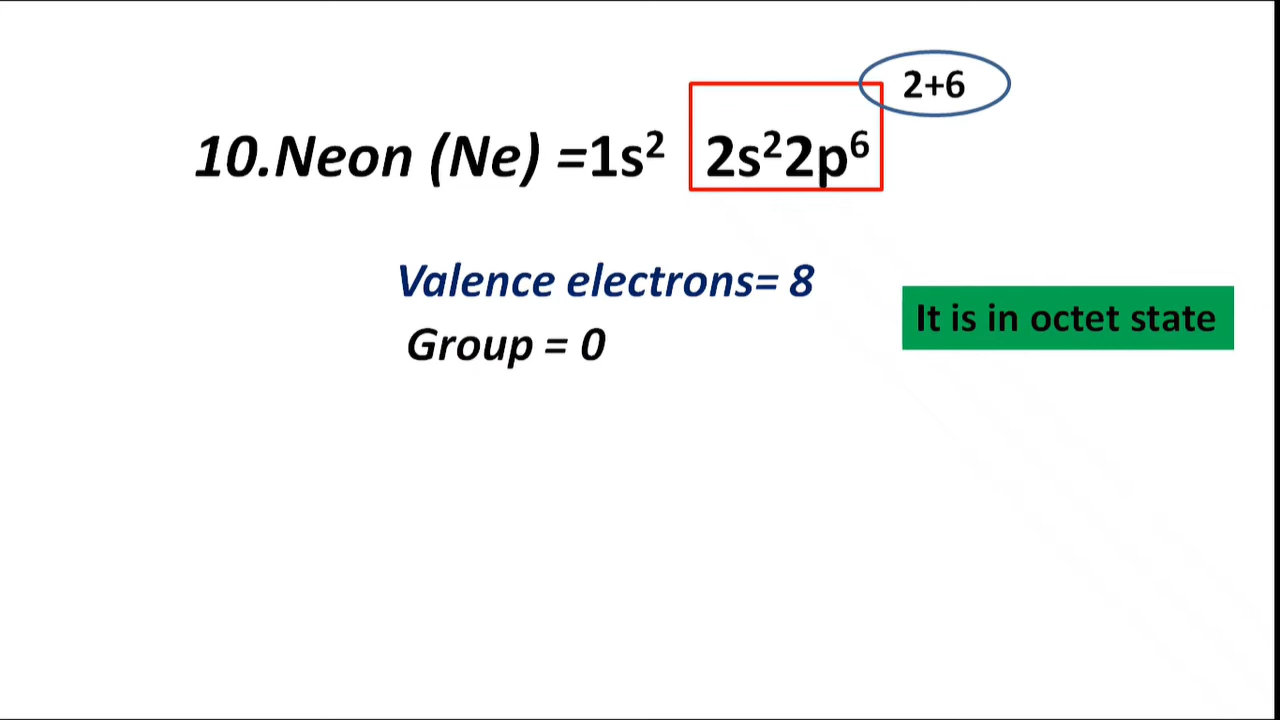 2+6
10.Neon (Ne) =1s² 2s²2p⁶
Valence electrons= 8
Group = 0
It is in octet state